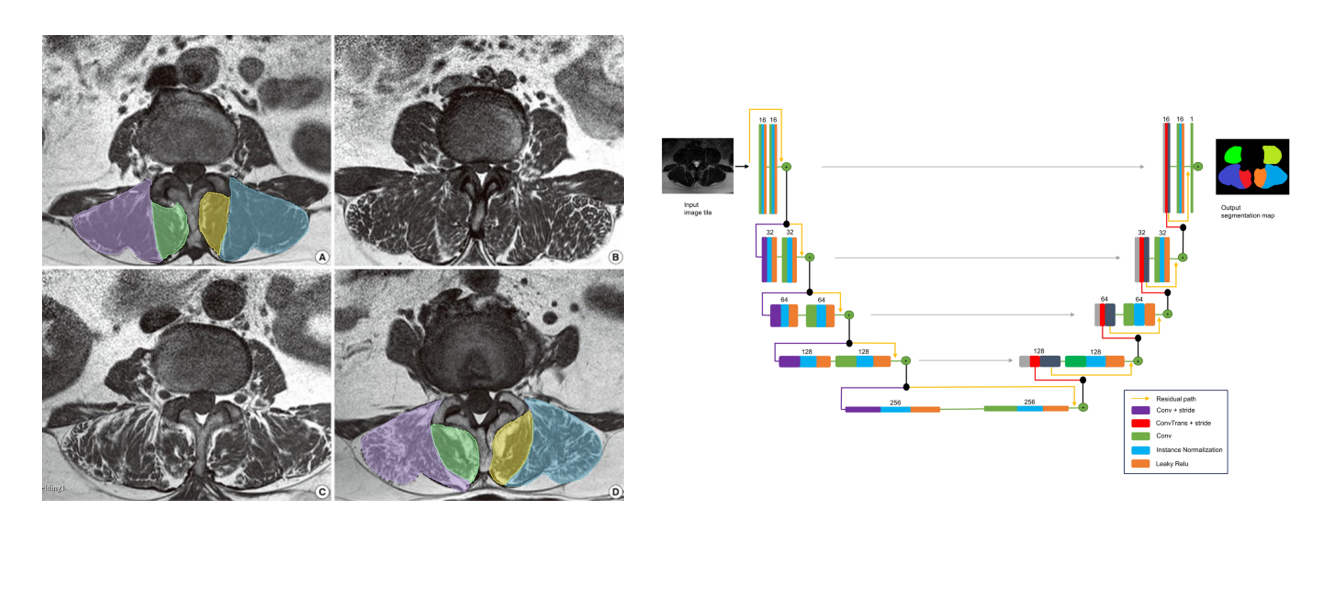 A
B
elding1
C
D
16 16
16 16 1
Input
image tile
Output
segmentation map
32 32
32 32
64 64
64 64
128 128
128 128
256 256
Residual path
Conv + stride
ConvTrans + stride
Conv
Instance Normalization
Leaky Relu